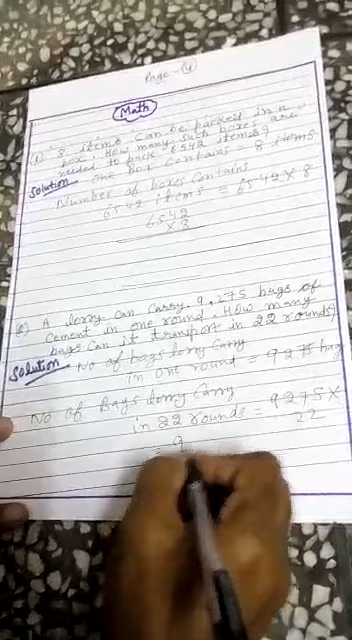 Page-(4)
Math
(1) 8 items can be packed in a
box. How many such boxes are
needed to pack 6542 items?
Solution One Box Contains - 8 items
Number of boxes contains
6542 items = 6542 x 8
6542
x 8
(2) A lorry can carry 9,275 bags of
cement in one round. How many
bags can it transport in 22 rounds)
Solution No of bags lorry Carry
in one round = 9275 bag
No of Bags lorry Carry
in 22 rounds = 9275 x
22
= 9